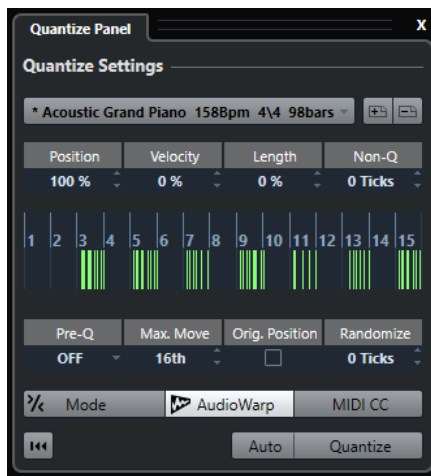 Quantize Panel X
Quantize Settings
* Acoustic Grand Piano 158Bpm 4\4 98bars
Position Velocity Length Non-Q
100 % 0 % 0 % 0 Ticks
1 2 3 4 5 6 7 8 9 10 11 12 13 14 15
Pre-Q Max. Move Orig. Position Randomize
OFF 16th 0 Ticks
Mode AudioWarp MIDI CC
Auto Quantize